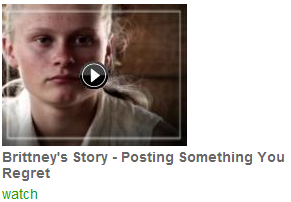 Brittney's Story - Posting Something You
Regret
watch